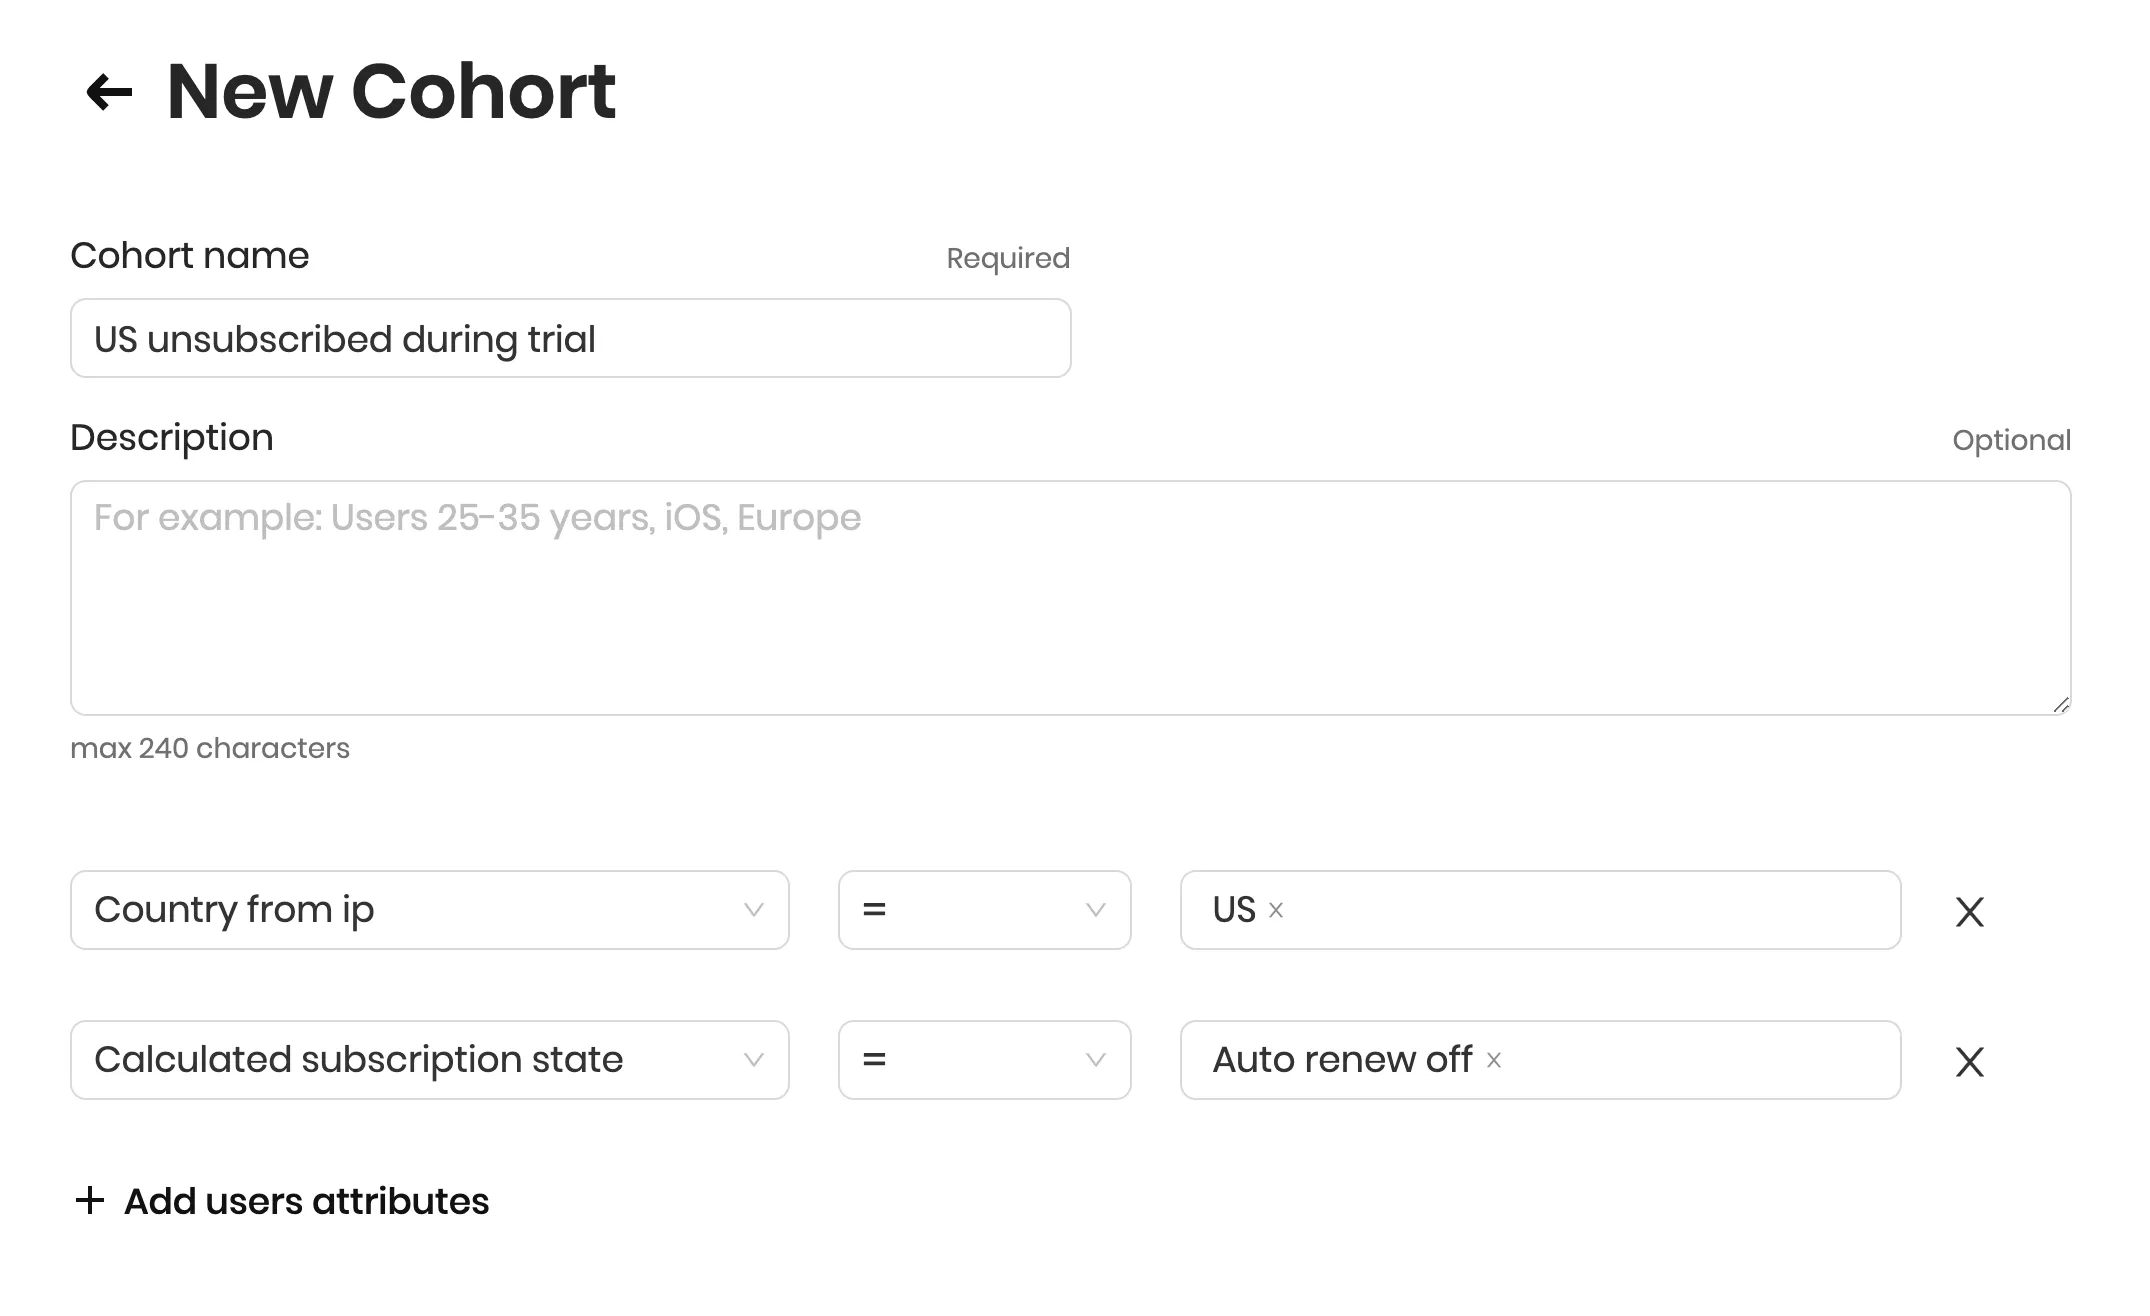 New Cohort
Cohort name
Required
US unsubscribed during trial
Description
Optional
For example: Users 25-35 years, iOS, Europe
max 240 characters
Country from ip
=
US x
Calculated subscription state
=
Auto renew off x
+ Add users attributes